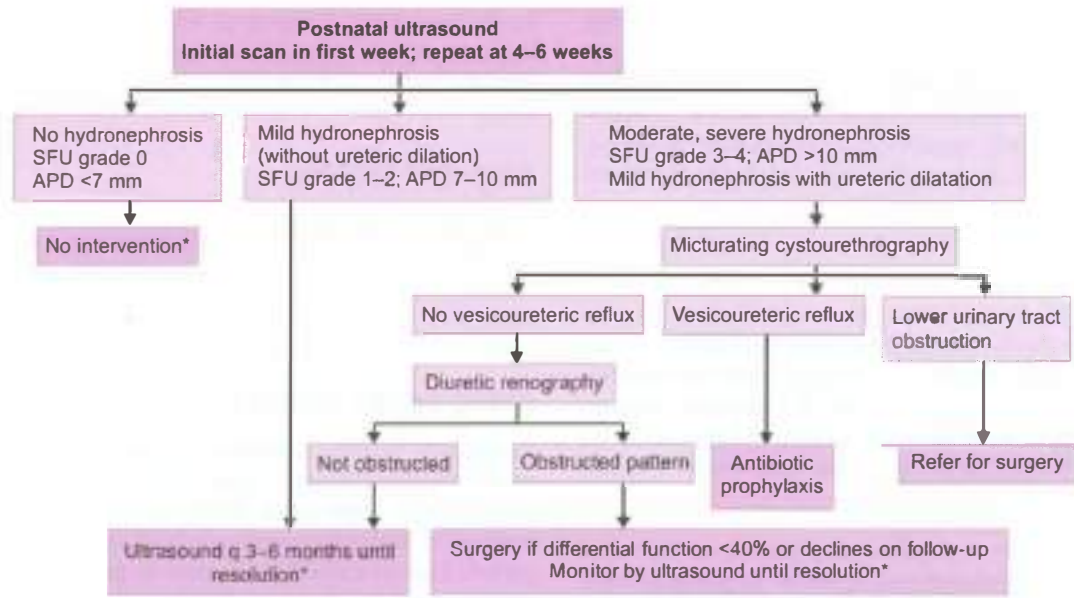 Postnatal ultrasound
Initial scan in first week; repeat at 4–6 weeks
No hydronephrosis
SFU grade 0
APD <7 mm
Mild hydronephrosis
(without ureteric dilation)
SFU grade 1–2; APD 7–10 mm
Moderate, severe hydronephrosis
SFU grade 3–4; APD >10 mm
Mild hydronephrosis with ureteric dilatation
No intervention*
Micturating cystourethrography
No vesicoureteric reflux
Vesicoureteric reflux
Lower urinary tract
obstruction
Diuretic renography
Not obstructed
Obstructed pattern
Antibiotic
prophylaxis
Refer for surgery
Ultrasound q 3–6 months until
resolution*
Surgery if differential function <40% or declines on follow-up
Monitor by ultrasound until resolution*